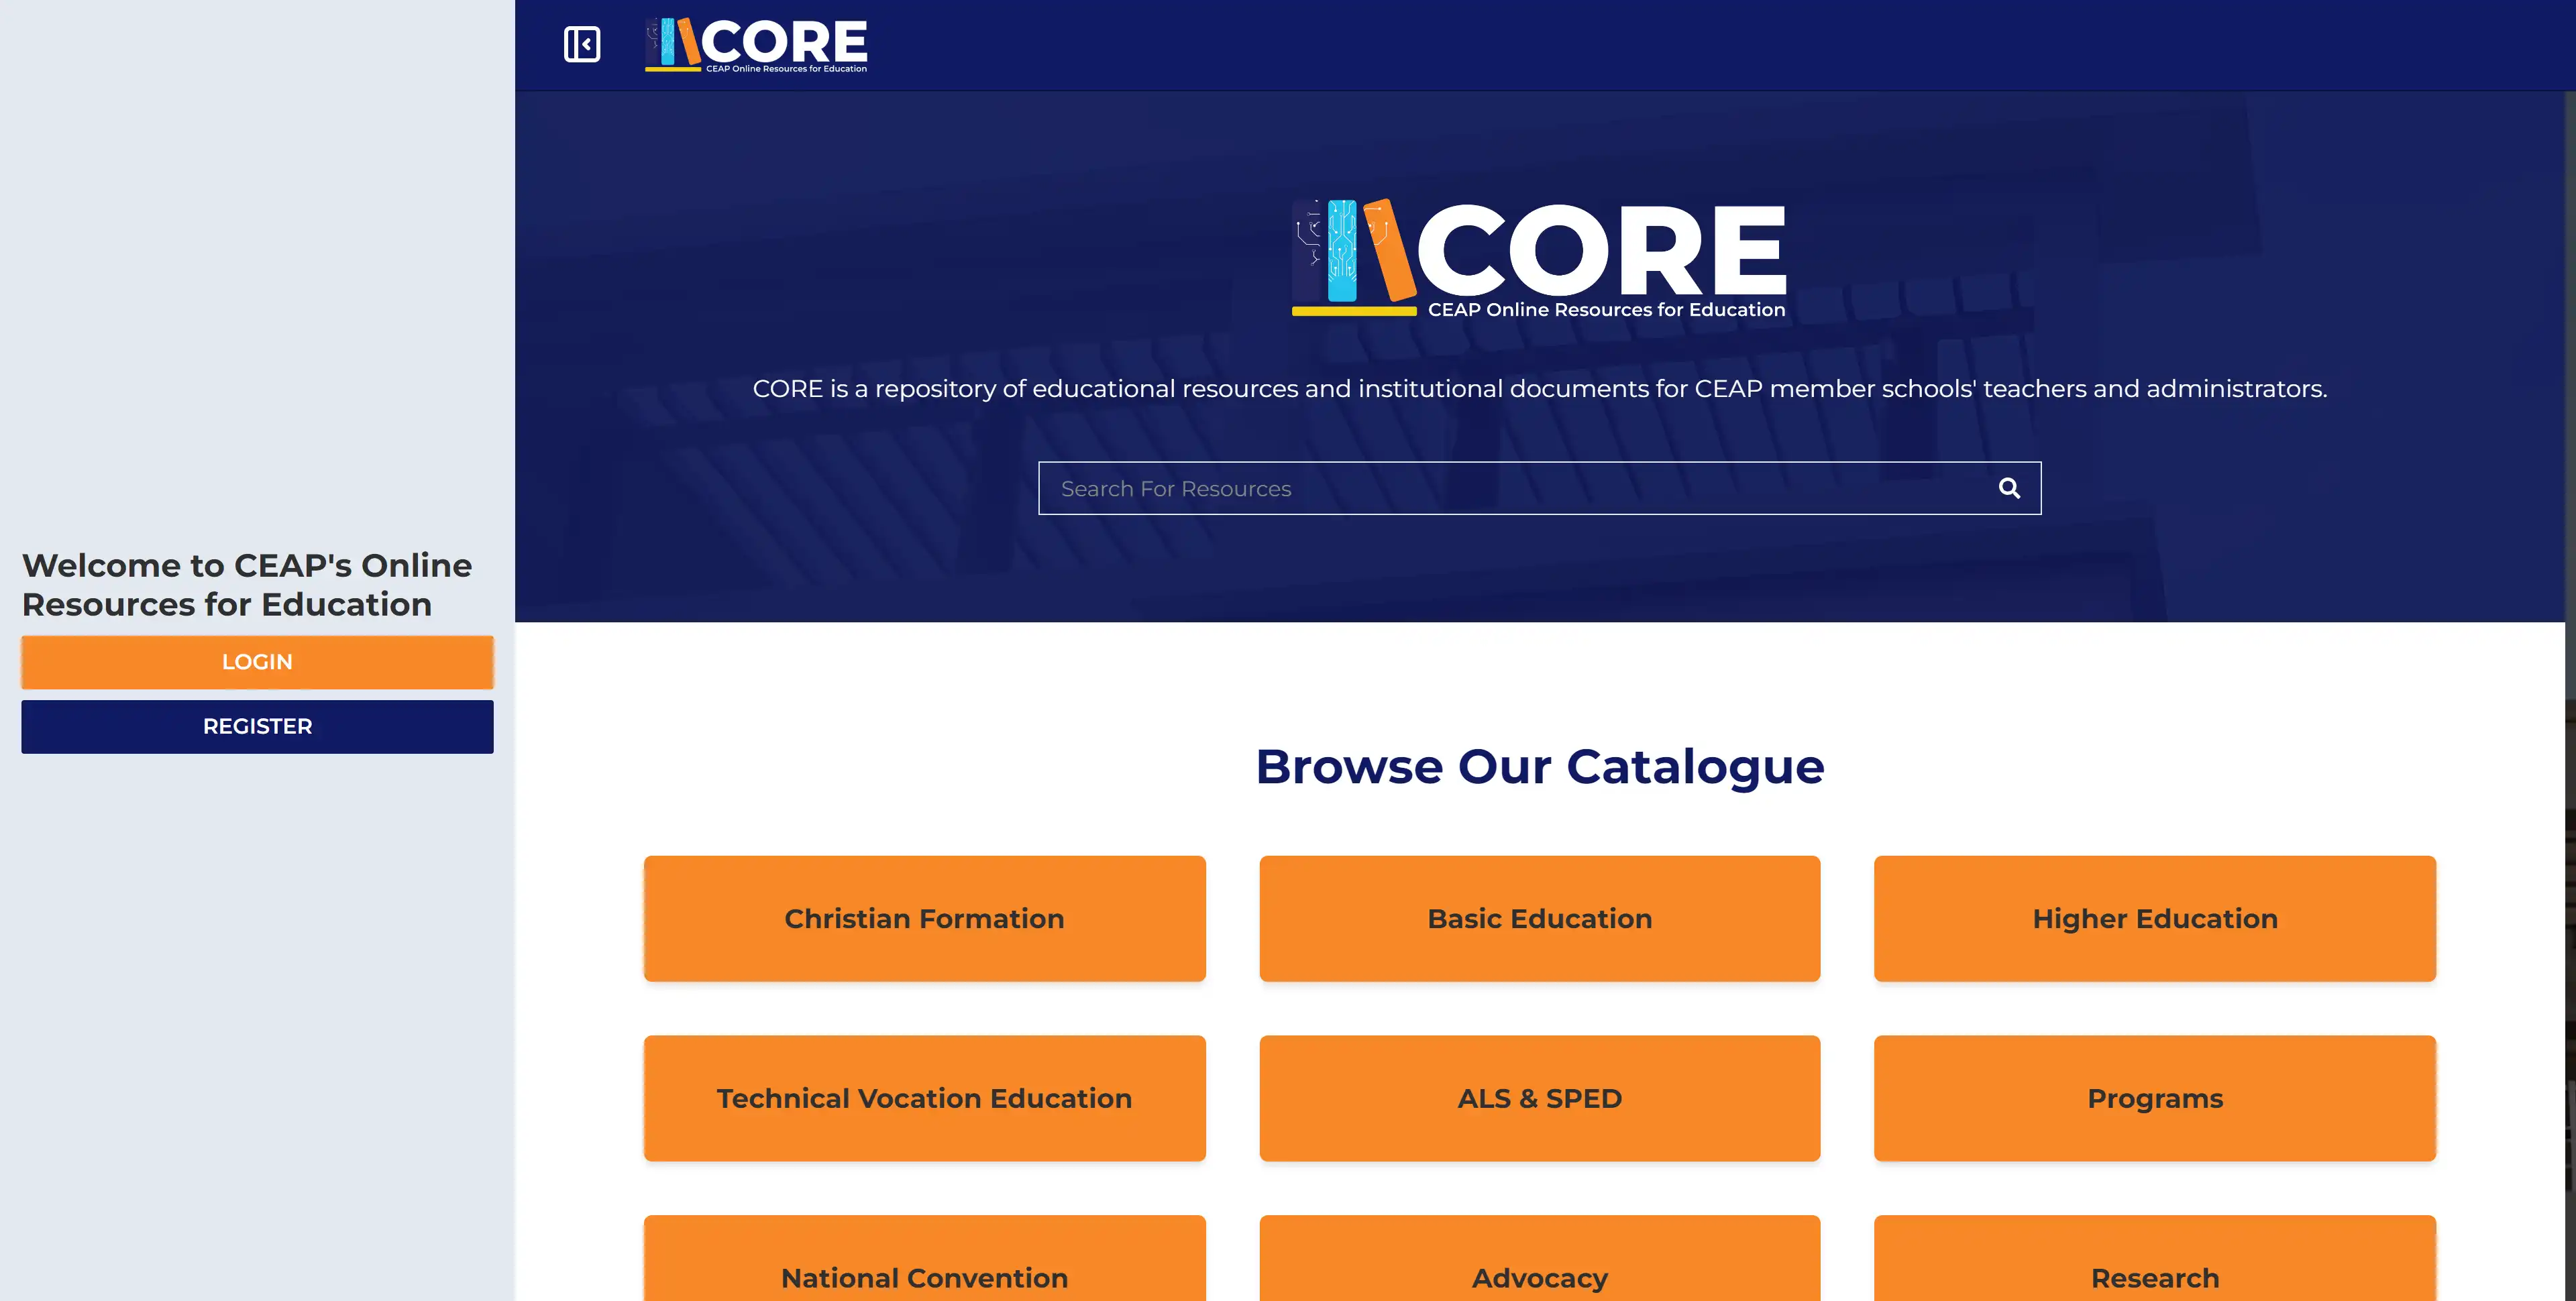 CORE
CEAP Online Resources for Education
CORE
CEAP Online Resources for Education
CORE is a repository of educational resources and institutional documents for CEAP member schools' teachers and administrators.
Search For Resources
Welcome to CEAP's Online
Resources for Education
LOGIN
REGISTER
Browse Our Catalogue
Christian Formation
Basic Education
Higher Education
Technical Vocation Education
ALS & SPED
Programs
National Convention
Advocacy
Research